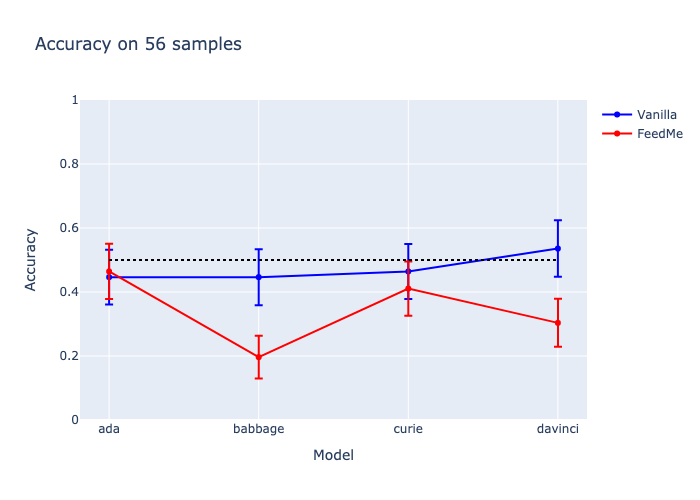 Accuracy on 56 samples
1
0.8
0.6
0.4
0.2
0
Accuracy
ada
babbage
curie
davinci
Model
Vanilla
FeedMe